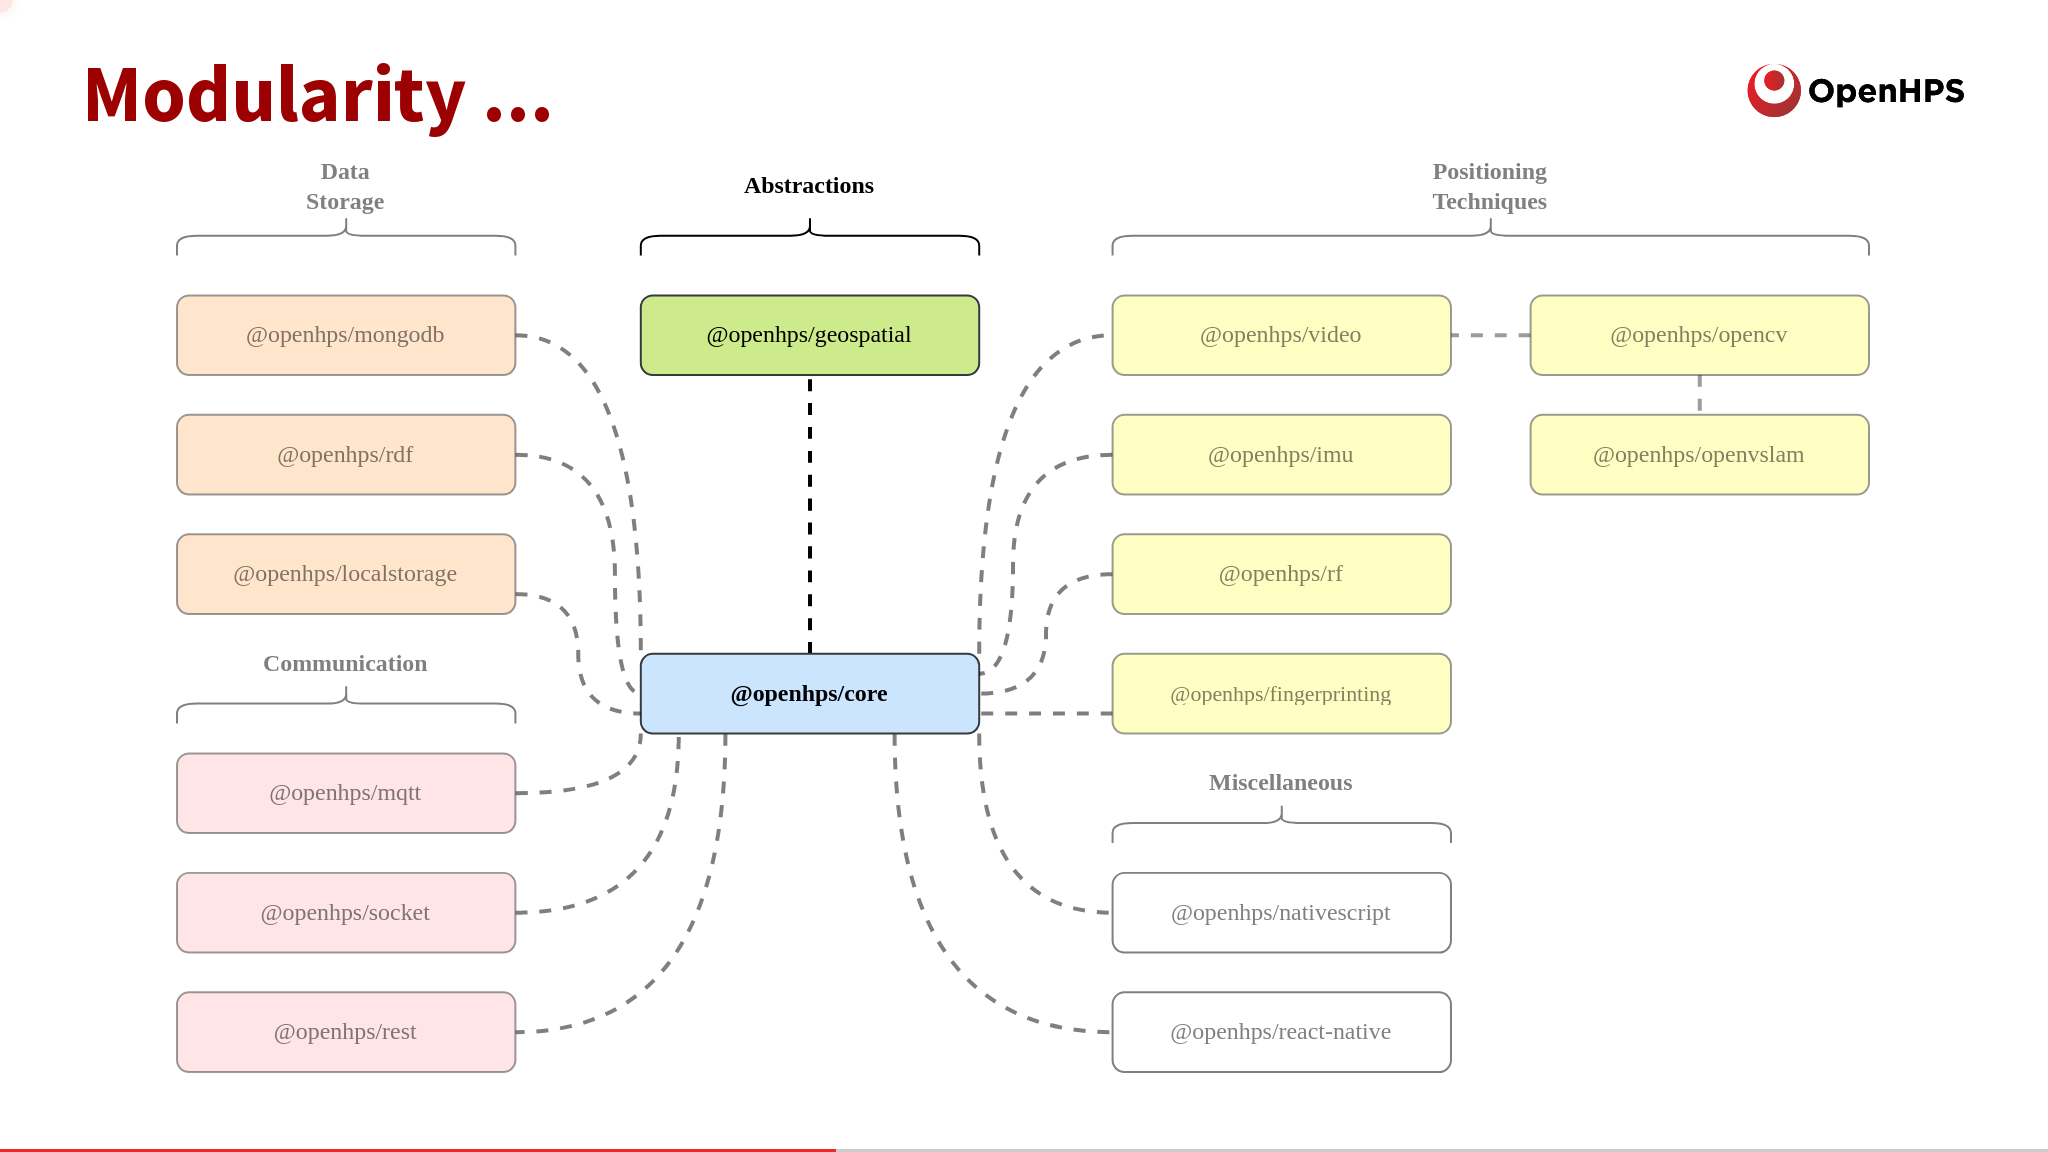 Modularity ...
OpenHPS
Data
Storage
Abstractions
Positioning
Techniques
@openhps/mongodb
@openhps/geospatial
@openhps/video
@openhps/opencv
@openhps/rdf
@openhps/imu
@openhps/openvslam
@openhps/localstorage
@openhps/rf
Communication
@openhps/core
@openhps/fingerprinting
@openhps/mqtt
Miscellaneous
@openhps/socket
@openhps/nativescript
@openhps/rest
@openhps/react-native